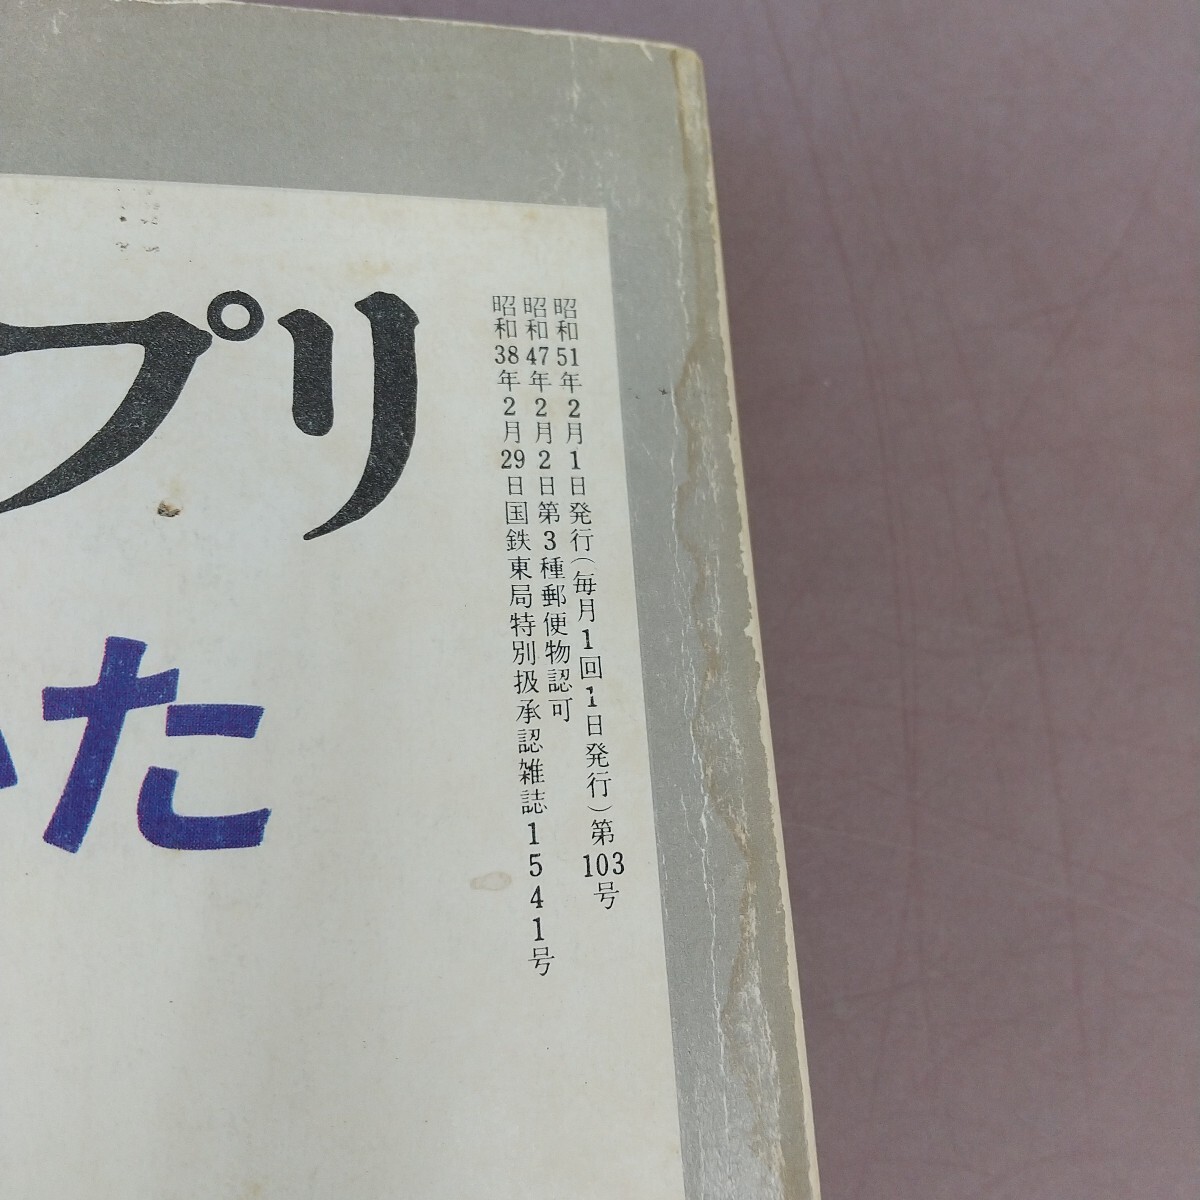 昭和51年2月1日発行(毎月1回1日発行)第103号
昭和47年2月2日第3種郵便物認可
昭和38年2月29日国鉄東局特別扱承認雑誌1541号
プリ
いた